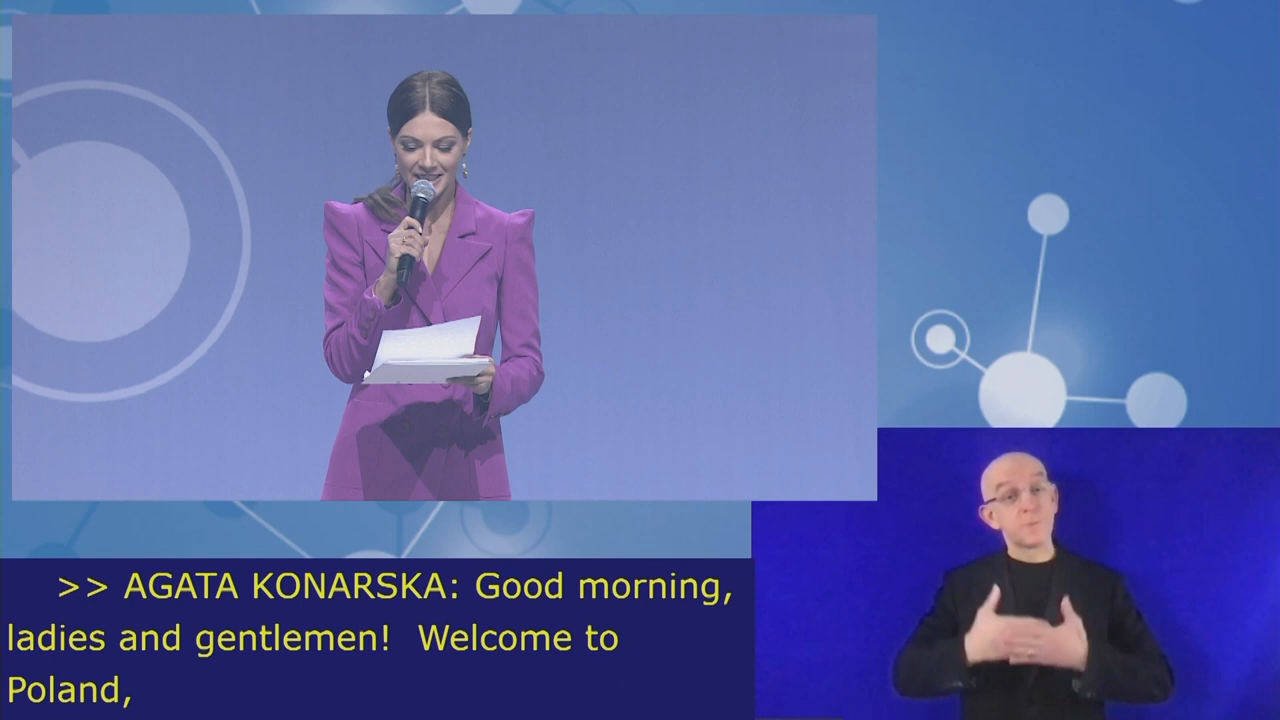 >> AGATA KONARSKA: Good morning,
ladies and gentlemen!  Welcome to
Poland,